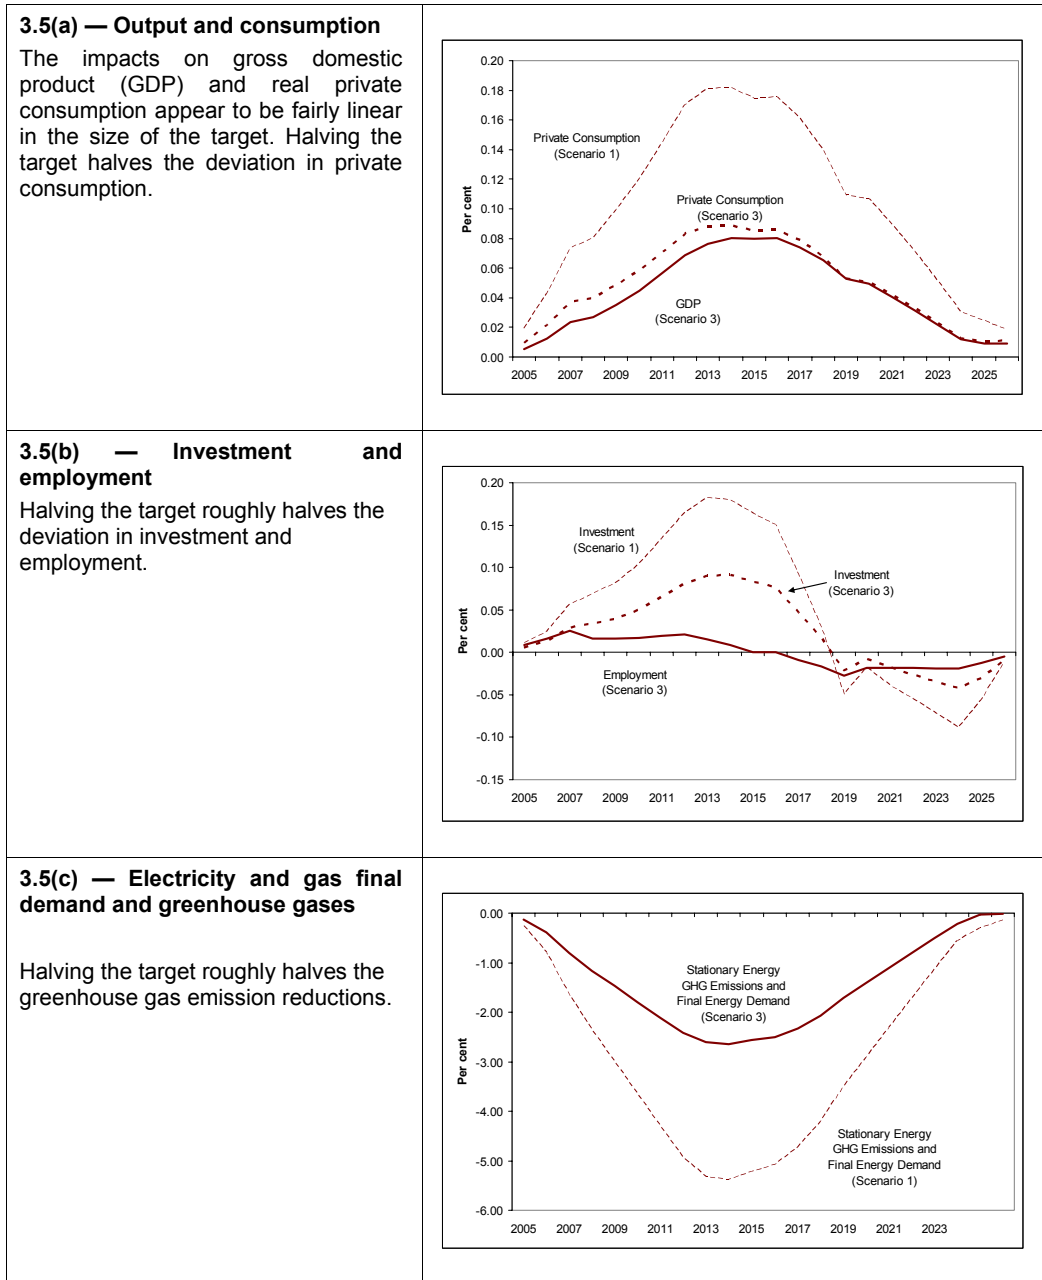 3.5(a) — Output and consumption
The impacts on gross domestic
product (GDP) and real private
consumption appear to be fairly linear
in the size of the target. Halving the
target halves the deviation in private
consumption.
0.20
0.18
0.16
0.14
0.12
0.10
0.08
0.06
0.04
0.02
0.00
Per cent
Private Consumption
(Scenario 1)
Private Consumption
(Scenario 3)
GDP
(Scenario 3)
2005 2007 2009 2011 2013 2015 2017 2019 2021 2023 2025
3.5(b) — Investment and
employment
Halving the target roughly halves the
deviation in investment and
employment.
0.20
0.15
0.10
0.05
0.00
-0.05
-0.10
-0.15
Per cent
Investment
(Scenario 1)
Investment
(Scenario 3)
Employment
(Scenario 3)
2005 2007 2009 2011 2013 2015 2017 2019 2021 2023 2025
3.5(c) — Electricity and gas final
demand and greenhouse gases
Halving the target roughly halves the
greenhouse gas emission reductions.
0.00
-1.00
-2.00
-3.00
-4.00
-5.00
-6.00
Per cent
Stationary Energy
GHG Emissions and
Final Energy Demand
(Scenario 3)
Stationary Energy
GHG Emissions and
Final Energy Demand
(Scenario 1)
2005 2007 2009 2011 2013 2015 2017 2019 2021 2023